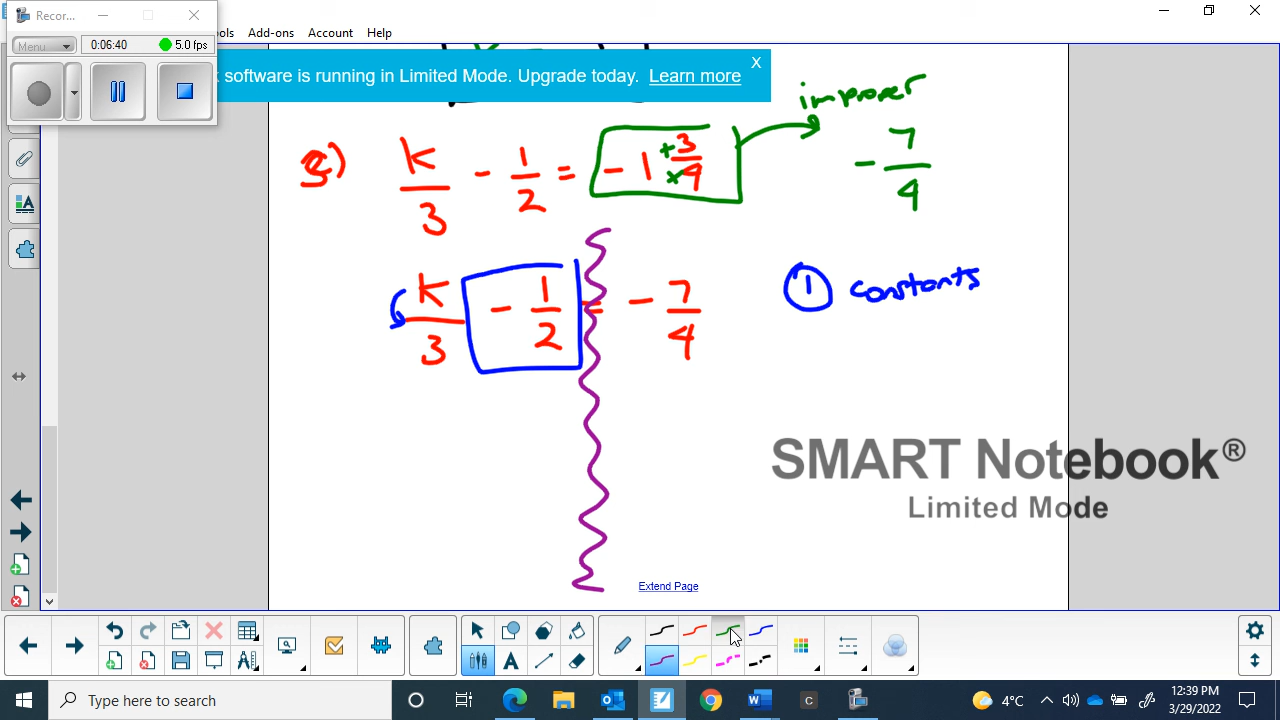 Recor...
Menu
0:06:40
5.0 fps
ols Add-ons Account Help
software is running in Limited Mode. Upgrade today. Learn more X
improper
3) K/3 - 1/2 = - 1 + 3/x4
- 7/4
K/3 - 1/2 = - 7/4
① constants
SMART Notebook®
Limited Mode
Extend Page
Type here to search
4°C
12:39 PM
3/29/2022